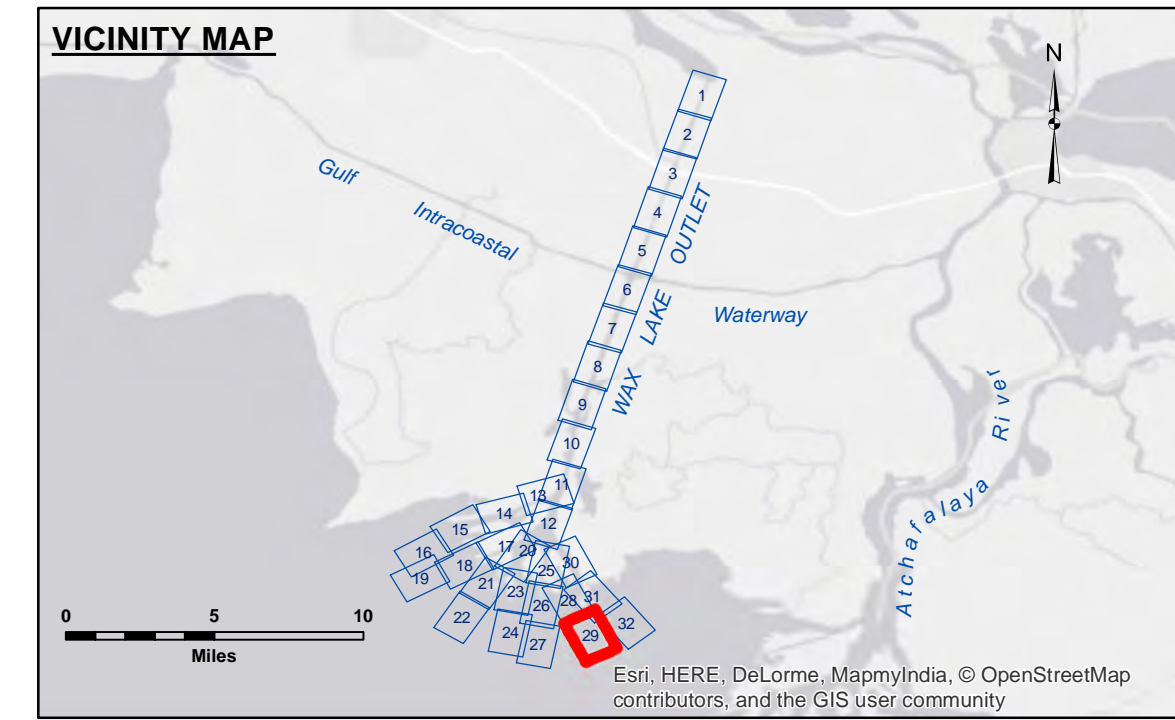 VICINITY MAP
N
1
2
3
4
5
6
7
8
9
10
11
13
12
14
15
16
17
20
18
19
21
22
23
24
25
26
27
30
28
31
29
32
Gulf
Intracoastal
Waterway
WAX LAKE OUTLET
Atchafalaya River
0 5 10
Miles
Esri, HERE, DeLorme, MapmyIndia, © OpenStreetMap
contributors, and the GIS user community